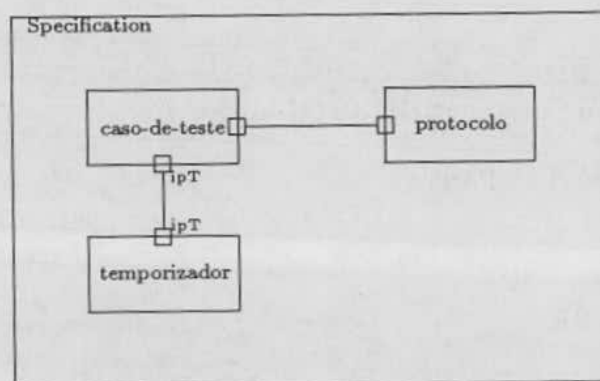 Specification
caso-de-teste
protocolo
ipT
ipT
temporizador